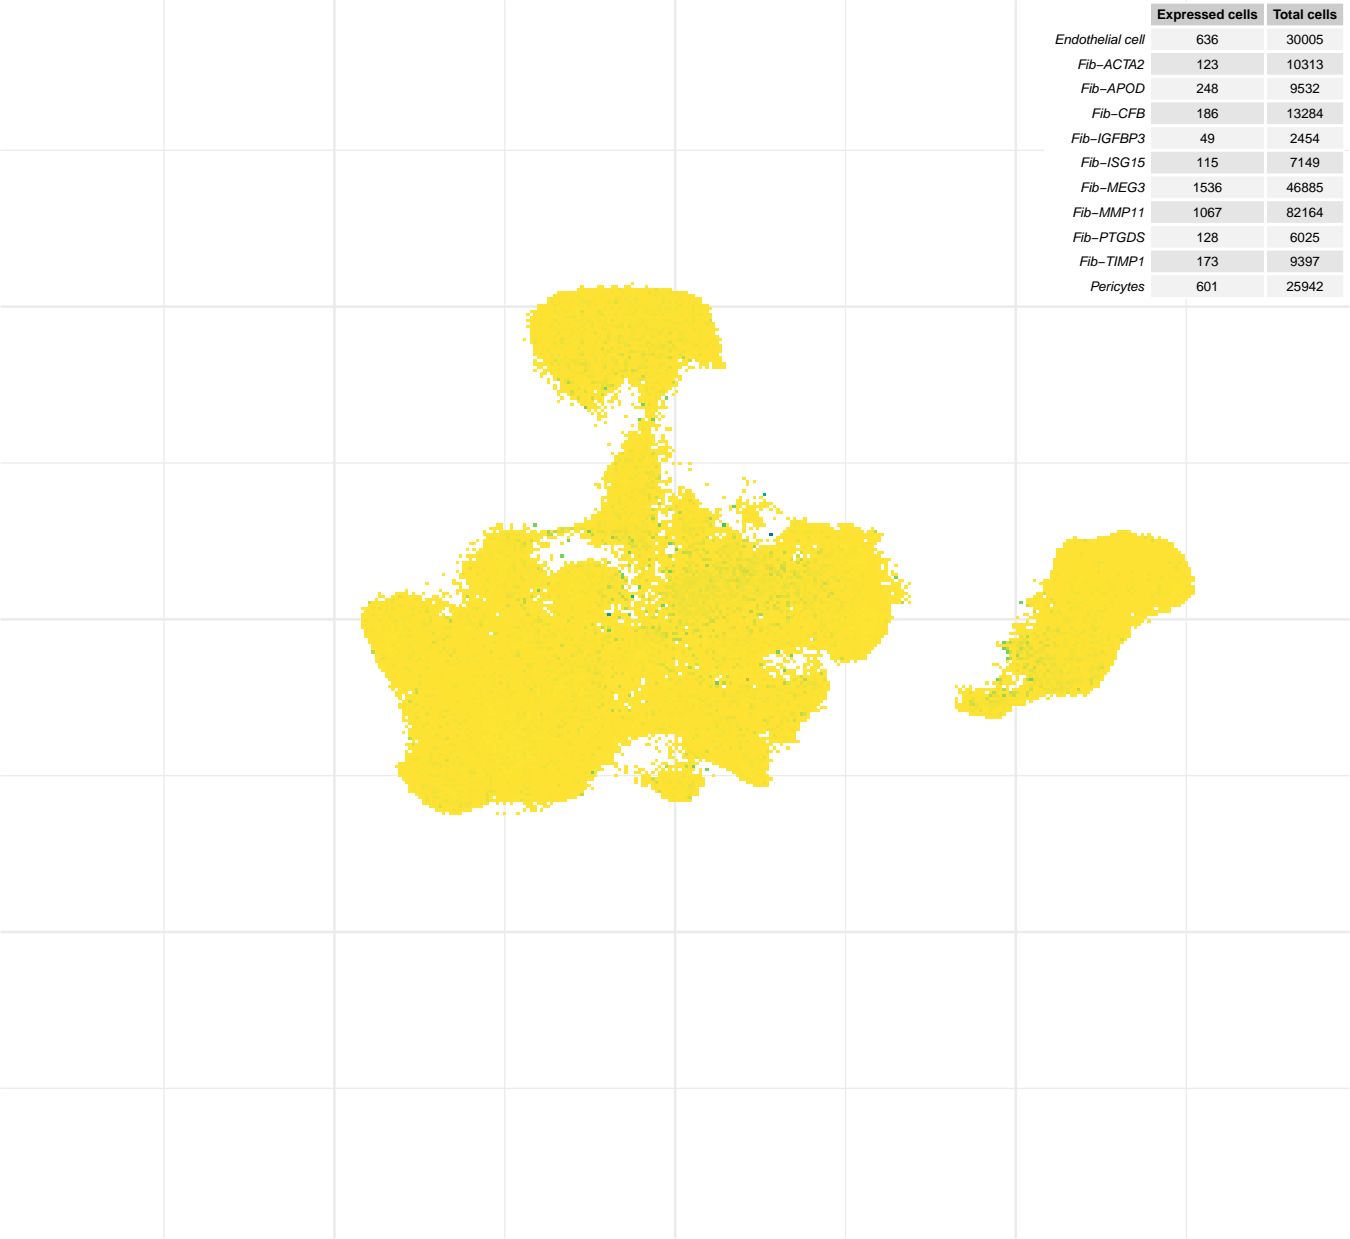 Expressed cells Total cells
Endothelial cell 636 30005
Fib−ACTA2 123 10313
Fib−APOD 248 9532
Fib−CFB 186 13284
Fib−IGFBP3 49 2454
Fib−ISG15 115 7149
Fib−MEG3 1536 46885
Fib−MMP11 1067 82164
Fib−PTGDS 128 6025
Fib−TIMP1 173 9397
Pericytes 601 25942